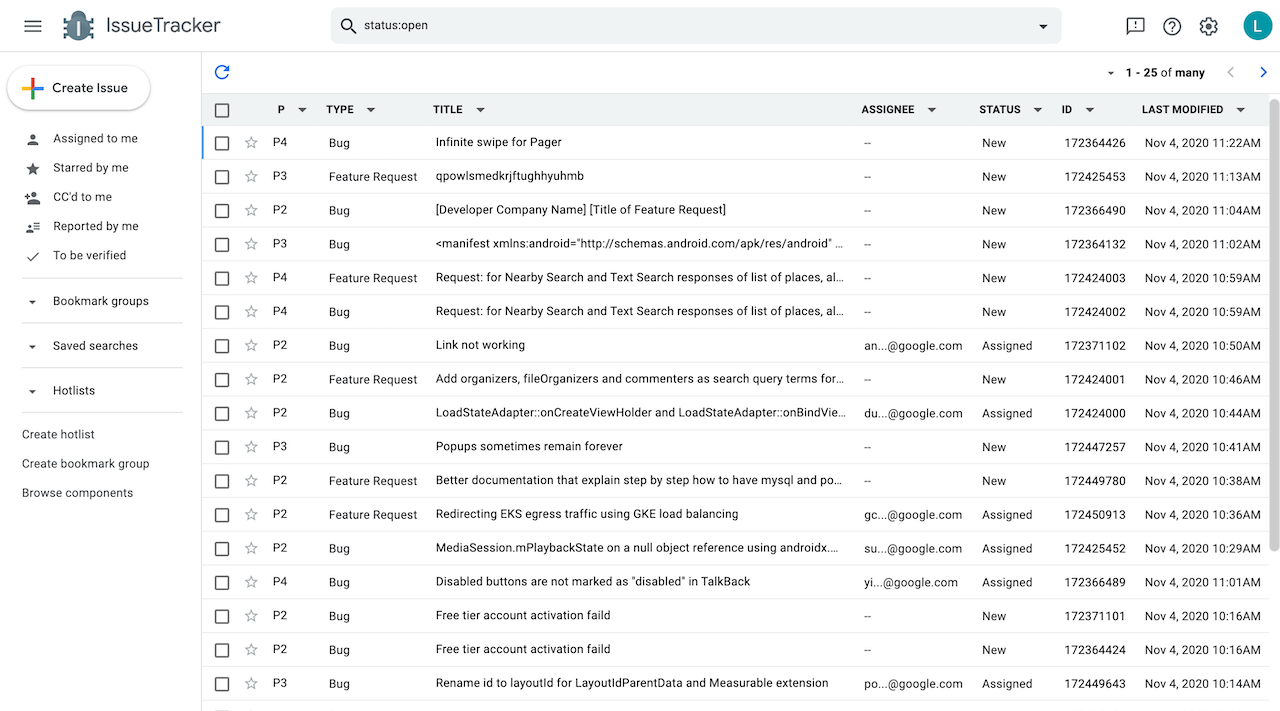 IssueTracker
status:open
L
Create Issue
Assigned to me
Starred by me
CC'd to me
Reported by me
To be verified
Bookmark groups
Saved searches
Hotlists
Create hotlist
Create bookmark group
Browse components
1 - 25 of many
P TYPE TITLE ASSIGNEE STATUS ID LAST MODIFIED
P4 Bug Infinite swipe for Pager -- New 172364426 Nov 4, 2020 11:22AM
P3 Feature Request qpowlsmedkrjftughhyuhmb -- New 172425453 Nov 4, 2020 11:13AM
P2 Bug [Developer Company Name] [Title of Feature Request] -- New 172366490 Nov 4, 2020 11:04AM
P3 Bug <manifest xmlns:android="http://schemas.android.com/apk/res/android" ... -- New 172364132 Nov 4, 2020 11:02AM
P4 Feature Request Request: for Nearby Search and Text Search responses of list of places, al... -- New 172424003 Nov 4, 2020 10:59AM
P4 Bug Request: for Nearby Search and Text Search responses of list of places, al... -- New 172424002 Nov 4, 2020 10:59AM
P2 Bug Link not working an...@google.com Assigned 172371102 Nov 4, 2020 10:50AM
P2 Feature Request Add organizers, fileOrganizers and commenters as search query terms for... -- New 172424001 Nov 4, 2020 10:46AM
P2 Bug LoadStateAdapter::onCreateViewHolder and LoadStateAdapter::onBindVie... du...@google.com Assigned 172424000 Nov 4, 2020 10:44AM
P3 Bug Popups sometimes remain forever -- New 172447257 Nov 4, 2020 10:41AM
P2 Feature Request Better documentation that explain step by step how to have mysql and po... -- New 172449780 Nov 4, 2020 10:38AM
P2 Feature Request Redirecting EKS egress traffic using GKE load balancing gc...@google.com Assigned 172450913 Nov 4, 2020 10:36AM
P2 Bug MediaSession.mPlaybackState on a null object reference using androidx.... su...@google.com Assigned 172425452 Nov 4, 2020 10:29AM
P4 Bug Disabled buttons are not marked as "disabled" in TalkBack yi...@google.com Assigned 172366489 Nov 4, 2020 11:01AM
P2 Bug Free tier account activation faild -- New 172371101 Nov 4, 2020 10:16AM
P2 Bug Free tier account activation faild -- New 172364424 Nov 4, 2020 10:16AM
P3 Bug Rename id to layoutId for LayoutIdParentData and Measurable extension po...@google.com Assigned 172449643 Nov 4, 2020 10:14AM